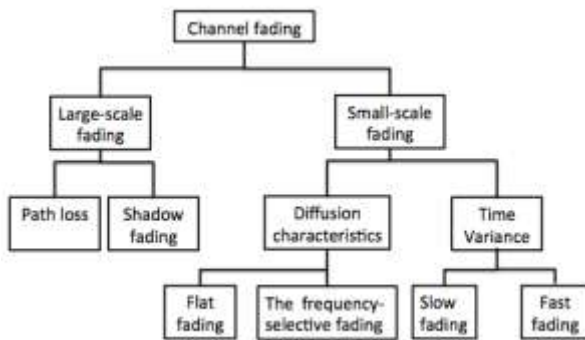 Channel fading
Large-scale
fading
Small-scale
fading
Path loss
Shadow
fading
Diffusion
characteristics
Time
Variance
Flat
fading
The frequency-
selective fading
Slow
fading
Fast
fading